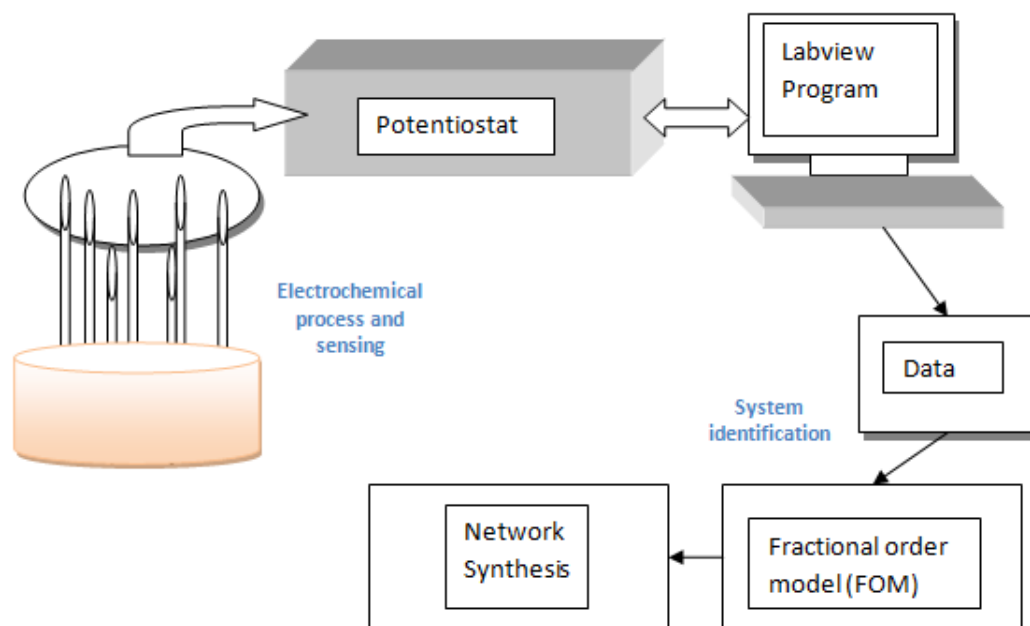 Labview
Program
Potentiostat
Electrochemical
process and
sensing
Data
System
identification
Network
Synthesis
Fractional order
model (FOM)